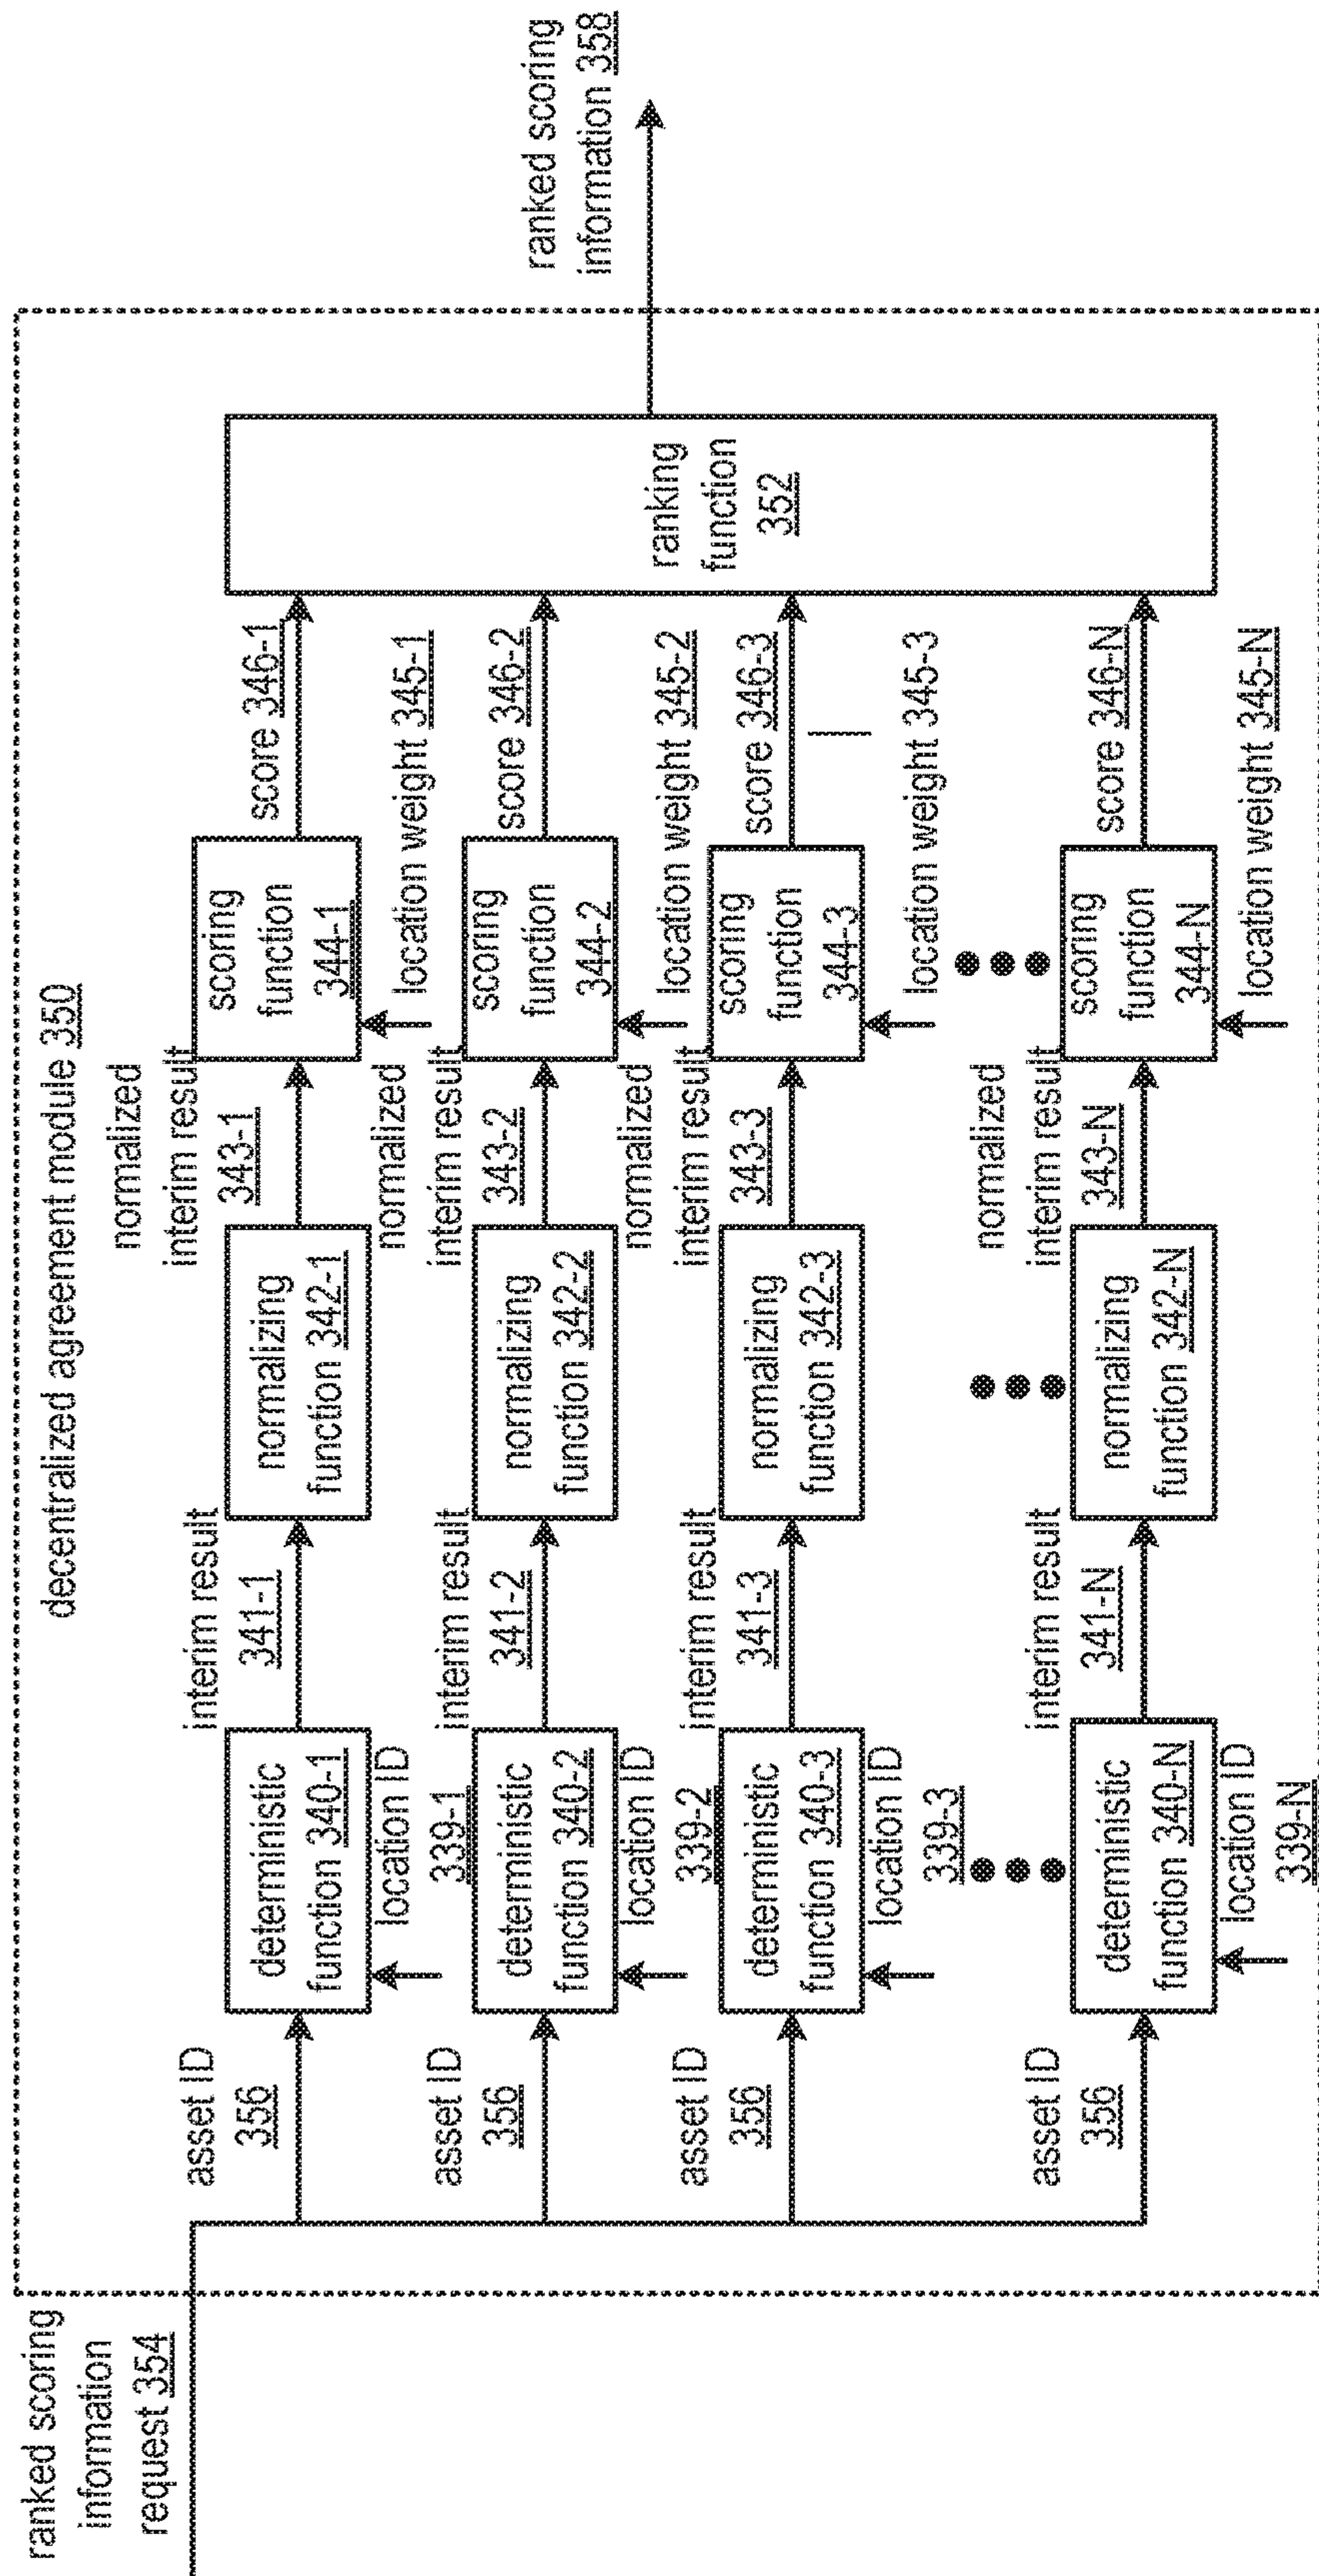 decentralized agreement module 350
ranked scoring
information
request 354
asset ID
356
deterministic
function 340-1
location ID
339-1
interim result
341-1
normalizing
function 342-1
normalized
interim result
343-1
scoring
function
344-1
location weight 345-1
score 346-1
asset ID
356
deterministic
function 340-2
location ID
339-2
interim result
341-2
normalizing
function 342-2
normalized
interim result
343-2
scoring
function
344-2
location weight 345-2
score 346-2
asset ID
356
deterministic
function 340-3
location ID
339-3
interim result
341-3
normalizing
function 342-3
normalized
interim result
343-3
scoring
function
344-3
location weight 345-3
score 346-3
asset ID
356
deterministic
function 340-N
location ID
339-N
interim result
341-N
normalizing
function 342-N
normalized
interim result
343-N
scoring
function
344-N
location weight 345-N
score 346-N
ranking
function
352
ranked scoring
information 358